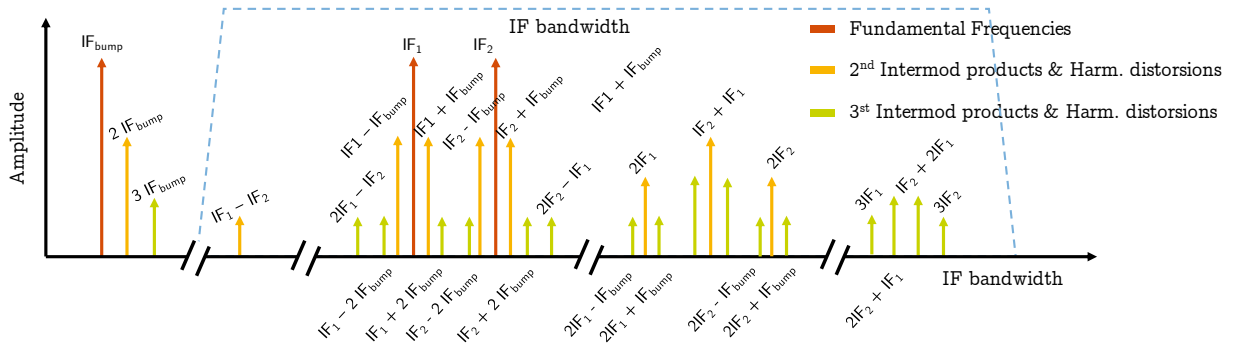 IF bandwidth
Fundamental Frequencies
2nd Intermod products & Harm. distorsions
3st Intermod products & Harm. distorsions
Amplitude
IFbump
2 IFbump
3 IFbump
IF1 – IF2
2IF1 – IF2
IF1 – IFbump
IF1
IF1 + IFbump
IF2 - IFbump
IF2
IF2 + IFbump
2IF2 – IF1
IF1 + IFbump
2IF1
IF2 + IF1
2IF2
3IF1
IF2 + 2IF1
3IF2
IF bandwidth
IF1 – 2 IFbump
IF1 + 2 IFbump
IF2 - 2 IFbump
IF2 + 2 IFbump
2IF1 - IFbump
2IF1 + IFbump
2IF2 - IFbump
2IF2 + IFbump
2IF2 + IF1